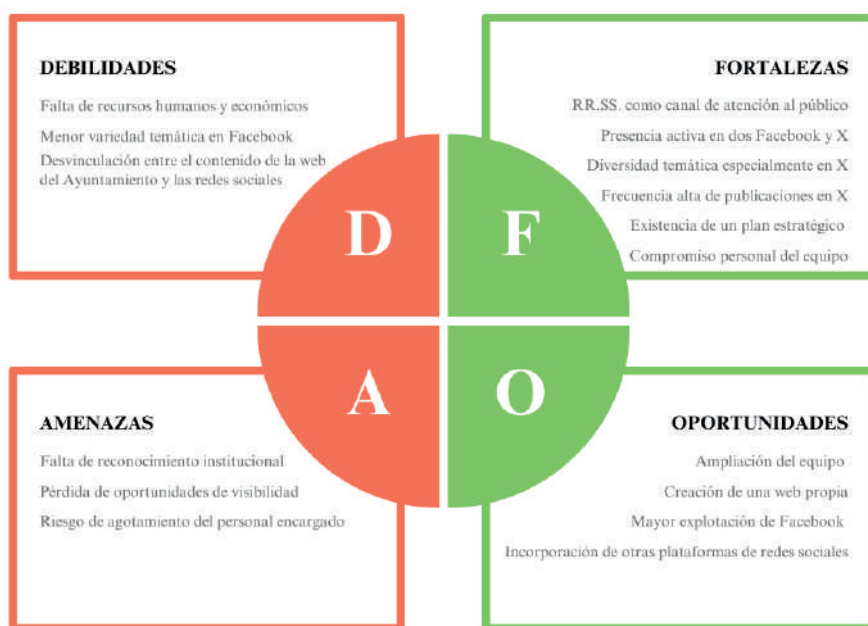 DEBILIDADES
Falta de recursos humanos y económicos
Menor variedad temática en Facebook
Desvinculación entre el contenido de la web
del Ayuntamiento y las redes sociales
D
FORTALEZAS
RR.SS. como canal de atención al público
Presencia activa en dos Facebook y X
Diversidad temática especialmente en X
Frecuencia alta de publicaciones en X
Existencia de un plan estratégico
Compromiso personal del equipo
F
AMENAZAS
Falta de reconocimiento institucional
Pérdida de oportunidades de visibilidad
Riesgo de agotamiento del personal encargado
A
OPORTUNIDADES
Ampliación del equipo
Creación de una web propia
Mayor explotación de Facebook
Incorporación de otras plataformas de redes sociales
O